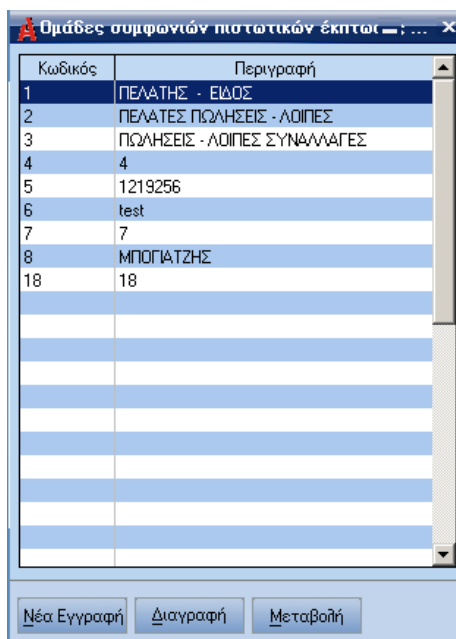 Ομάδες συμφωνιών πιστωτικών έκπτωσ ; ...
Κωδικός Περιγραφή
1 ΠΕΛΑΤΗΣ - ΕΙΔΟΣ
2 ΠΕΛΑΤΕΣ ΠΩΛΗΣΕΙΣ - ΛΟΙΠΕΣ
3 ΠΩΛΗΣΕΙΣ - ΛΟΙΠΕΣ ΣΥΝΑΛΛΑΓΕΣ
4 4
5 1219256
6 test
7 7
8 ΜΠΟΓΙΑΤΖΗΣ
18 18
Νέα Εγγραφή Διαγραφή Μεταβολή